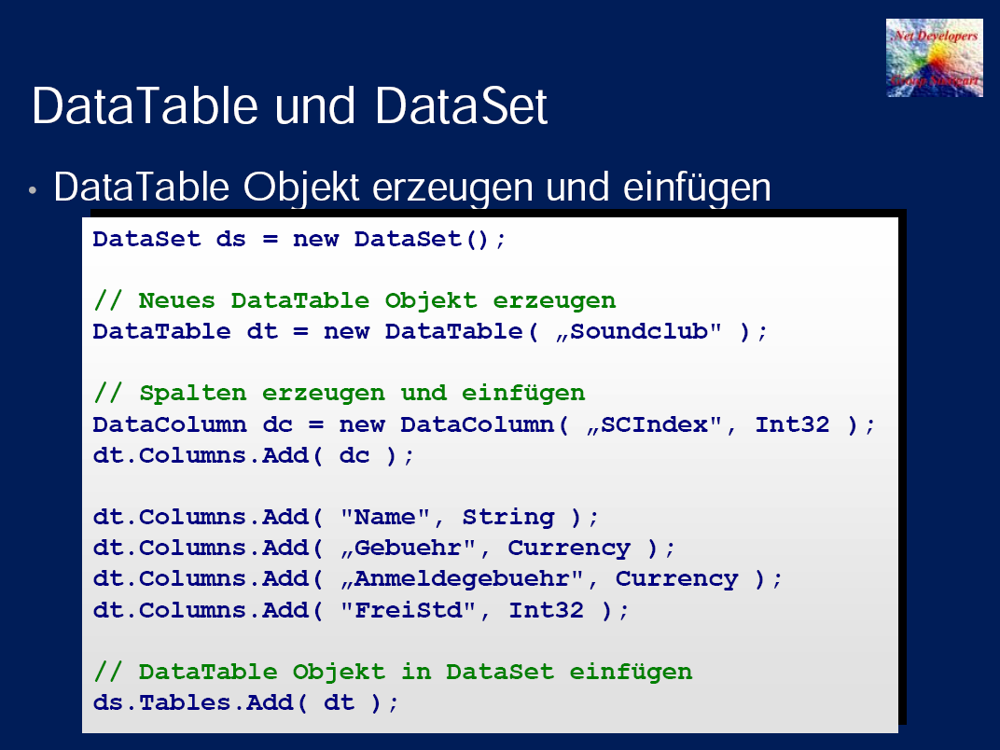 .Net Developers
Group Stuttgart
DataTable und DataSet
• DataTable Objekt erzeugen und einfügen
DataSet ds = new DataSet();
// Neues DataTable Objekt erzeugen
DataTable dt = new DataTable( „Soundclub" );
// Spalten erzeugen und einfügen
DataColumn dc = new DataColumn( „SCIndex", Int32 );
dt.Columns.Add( dc );
dt.Columns.Add( "Name", String );
dt.Columns.Add( „Gebuehr", Currency );
dt.Columns.Add( „Anmeldegebuehr", Currency );
dt.Columns.Add( "FreiStd", Int32 );
// DataTable Objekt in DataSet einfügen
ds.Tables.Add( dt );